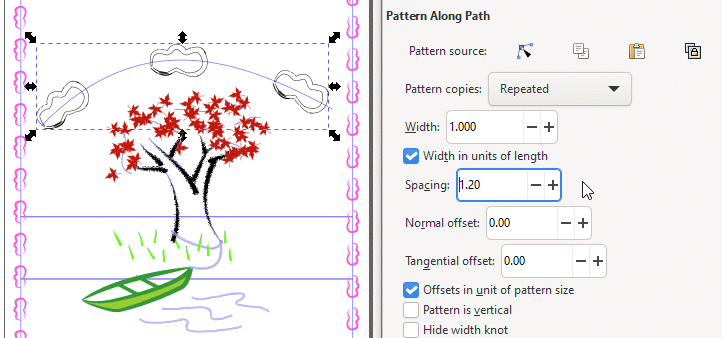 Pattern Along Path
Pattern source:
Pattern copies: Repeated
Width: 1.000
Width in units of length
Spacing: 1.20
Normal offset: 0.00
Tangential offset: 0.00
Offsets in unit of pattern size
Pattern is vertical
Hide width knot